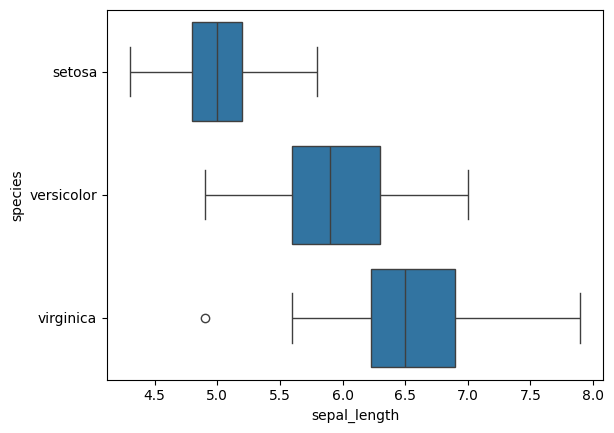 setosa
versicolor
virginica
species
4.5 5.0 5.5 6.0 6.5 7.0 7.5 8.0
sepal_length